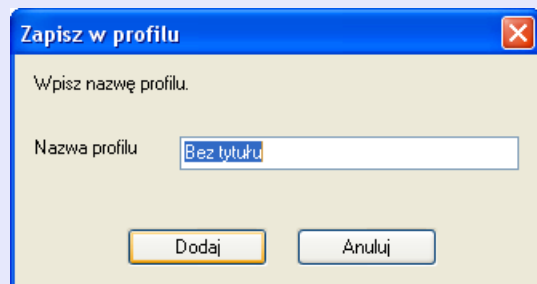 Zapisz w profilu
Wpisz nazwę profilu.
Nazwa profilu Bez tytułu
Dodaj Anuluj